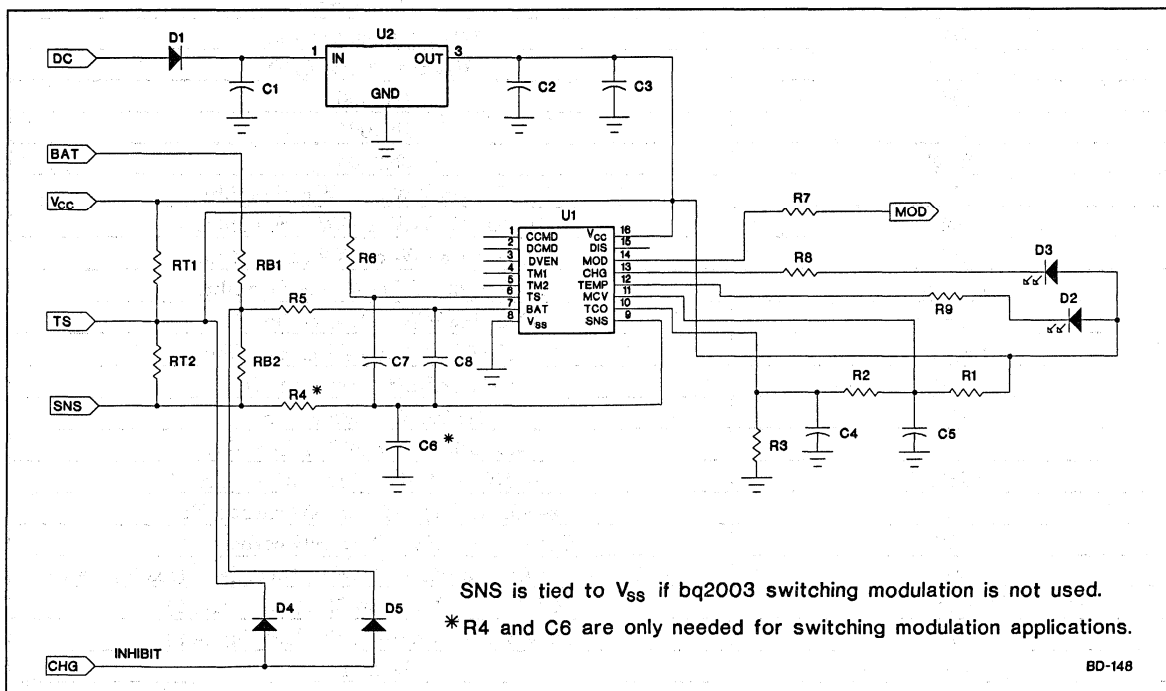 DC
D1
C1
1
U2
3
IN
OUT
GND
C2
C3
BAT
VCC
RT1
RB1
R6
R5
TS
RT2
RB2
SNS
R4 *
C7
C8
C6 *
U1
1 CCMD VCC 16
2 DCMD DIS 15
3 DVEN MOD 14
4 TM1 CHG 13
5 TM2 TEMP 12
6 TS MCV 11
7 BAT TCO 10
8 VSS SNS 9
R7
MOD
R8
D3
R9
D2
R2
R1
R3
C4
C5
D4
D5
CHG
INHIBIT
SNS is tied to VSS if bq2003 switching modulation is not used.
* R4 and C6 are only needed for switching modulation applications.
BD-148